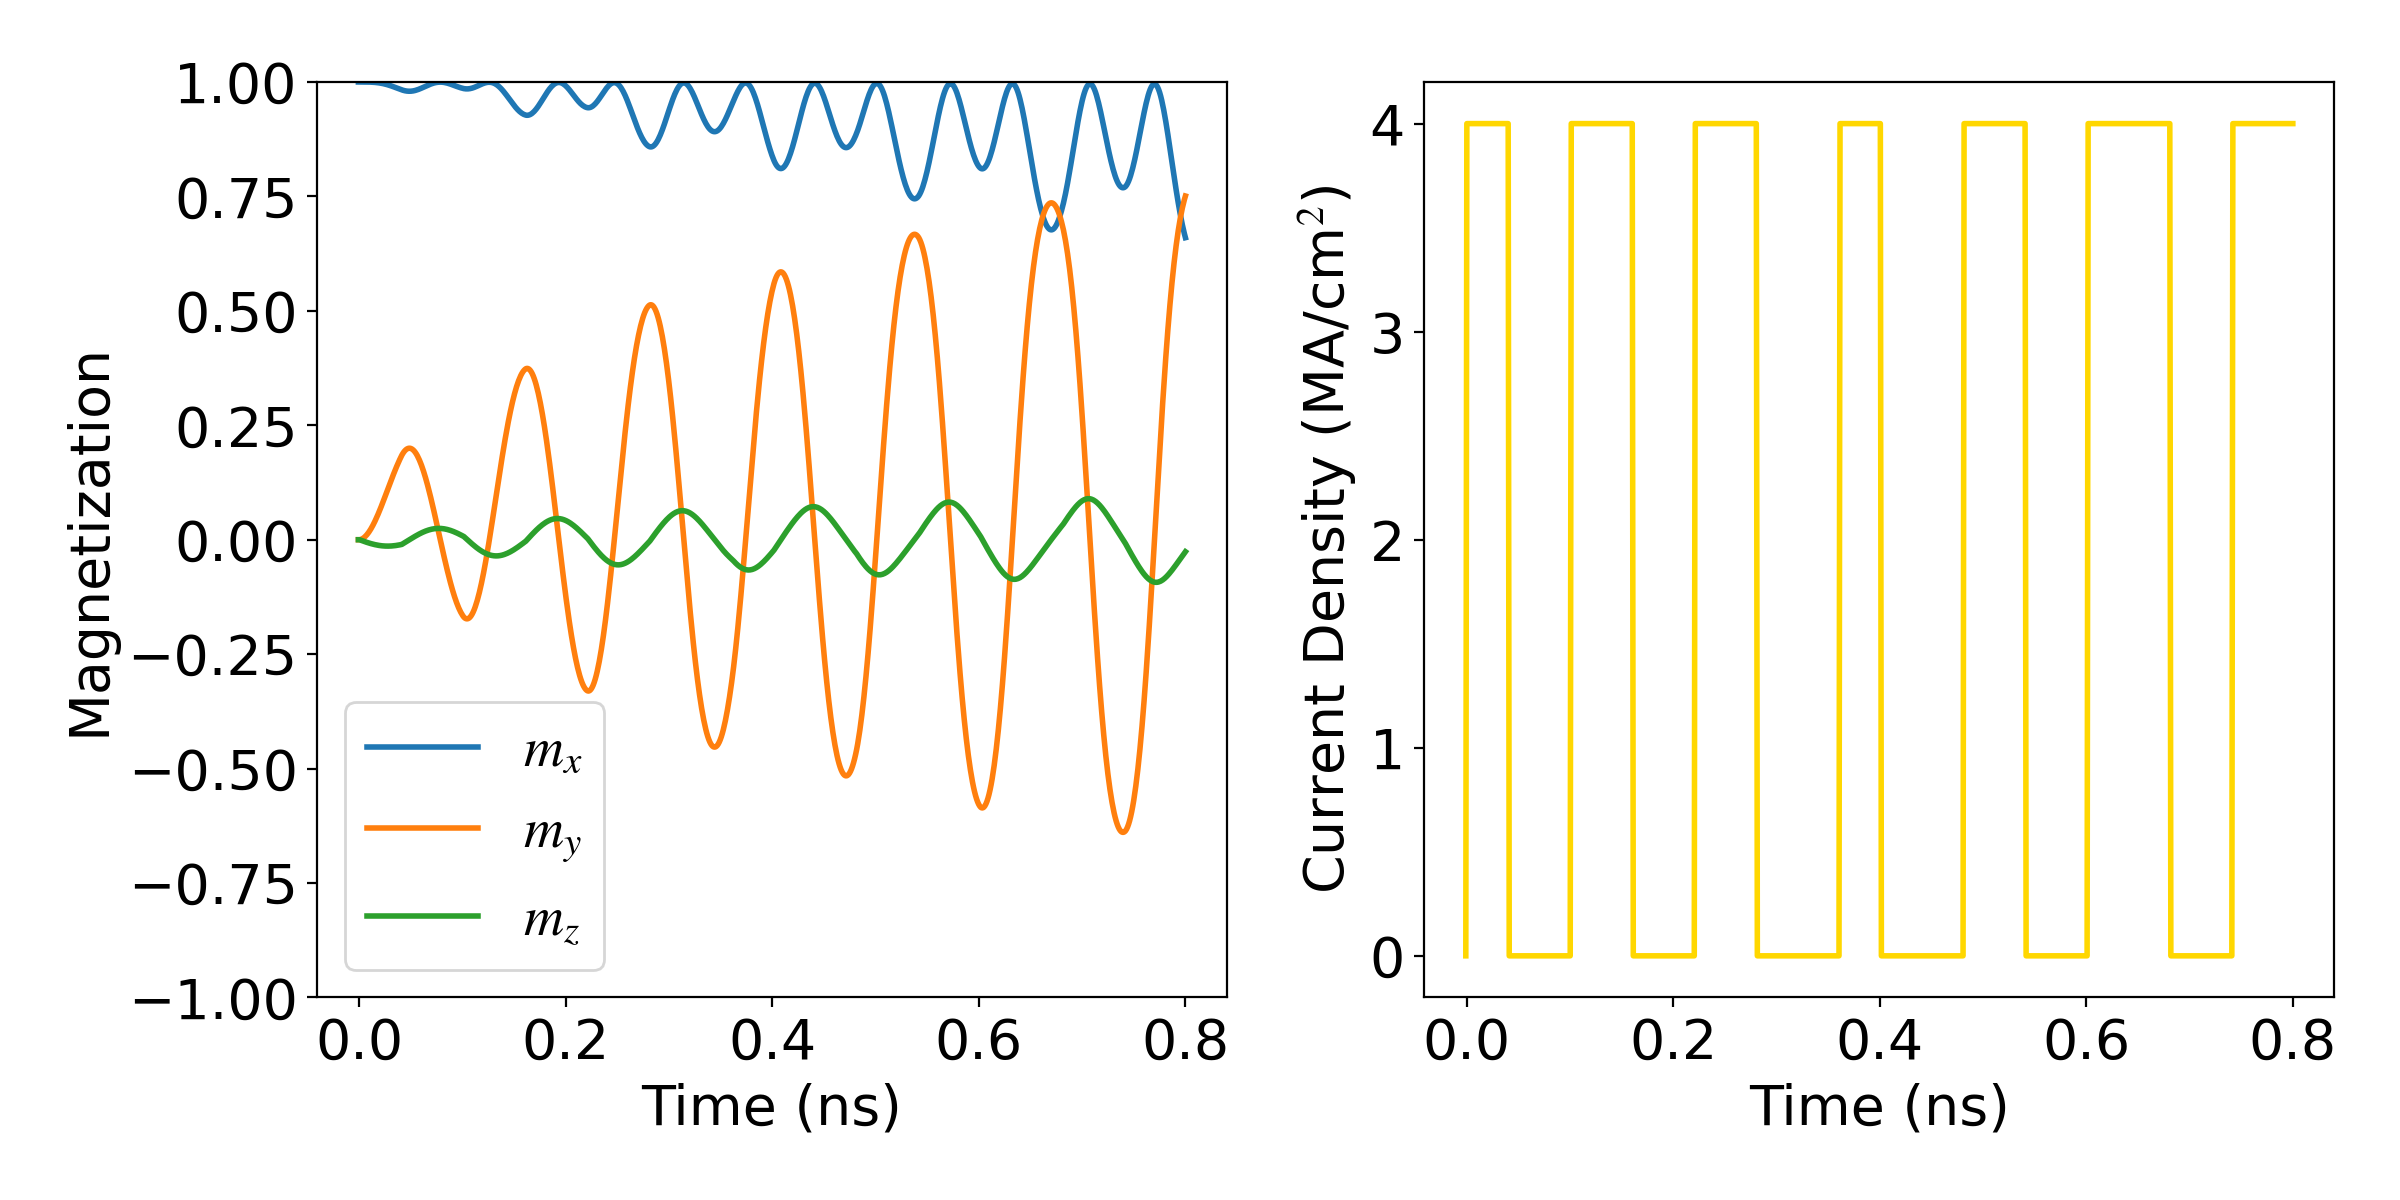 1.00
0.75
0.50
0.25
0.00
−0.25
−0.50
−0.75
−1.00
Magnetization
0.0 0.2 0.4 0.6 0.8
Time (ns)
m_x
m_y
m_z
4
3
2
1
0
Current Density (MA/cm²)
0.0 0.2 0.4 0.6 0.8
Time (ns)